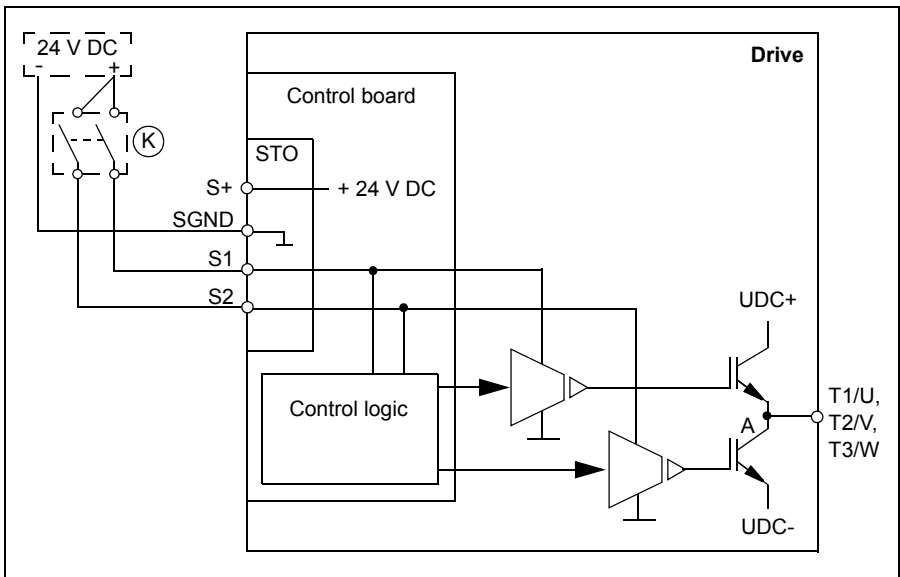 24 V DC
- +
K
Drive
Control board
STO
S+
+ 24 V DC
SGND
S1
S2
UDC+
Control logic
A
T1/U,
T2/V,
T3/W
UDC-